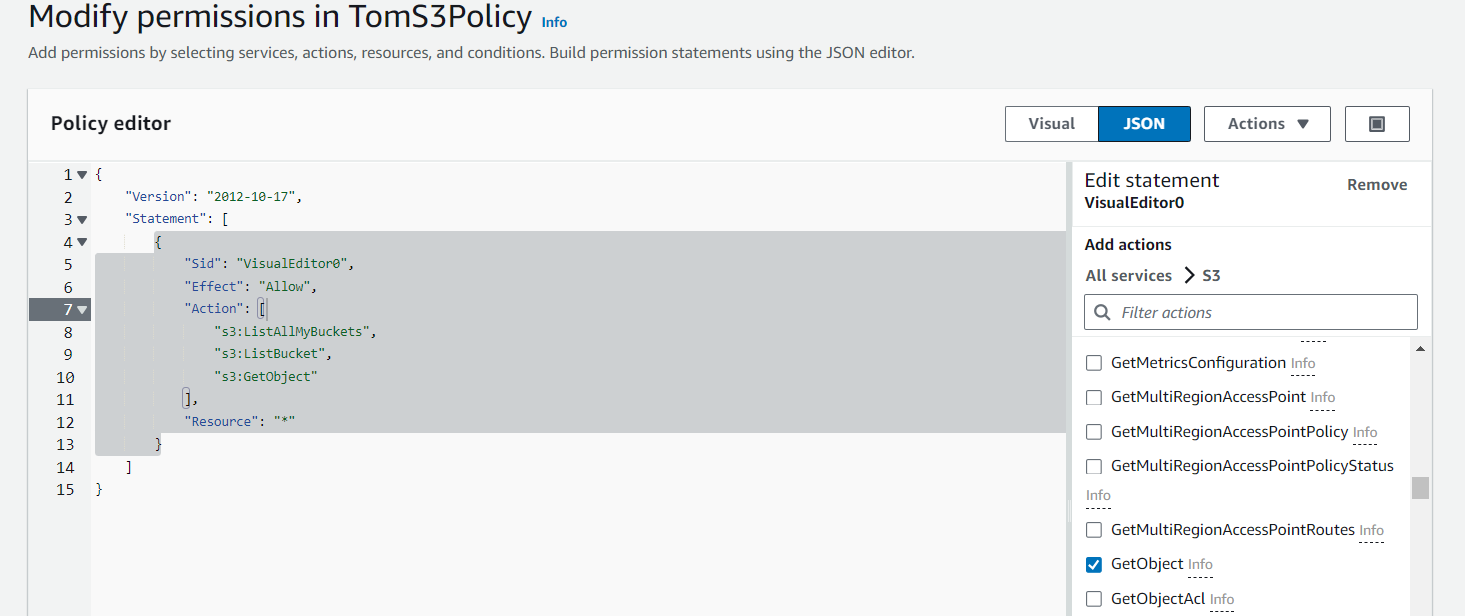 Modify permissions in TomS3Policy Info
Add permissions by selecting services, actions, resources, and conditions. Build permission statements using the JSON editor.
Policy editor
Visual JSON Actions
1 {
2 "Version": "2012-10-17",
3 "Statement": [
4 {
5 "Sid": "VisualEditor0",
6 "Effect": "Allow",
7 "Action": [
8 "s3:ListAllMyBuckets",
9 "s3:ListBucket",
10 "s3:GetObject"
11 ],
12 "Resource": "*"
13 }
14 ]
15 }
Edit statement Remove
VisualEditor0
Add actions
All services S3
Filter actions
GetMetricsConfiguration Info
GetMultiRegionAccessPoint Info
GetMultiRegionAccessPointPolicy Info
GetMultiRegionAccessPointPolicyStatus
Info
GetMultiRegionAccessPointRoutes Info
GetObject Info
GetObjectAcl Info